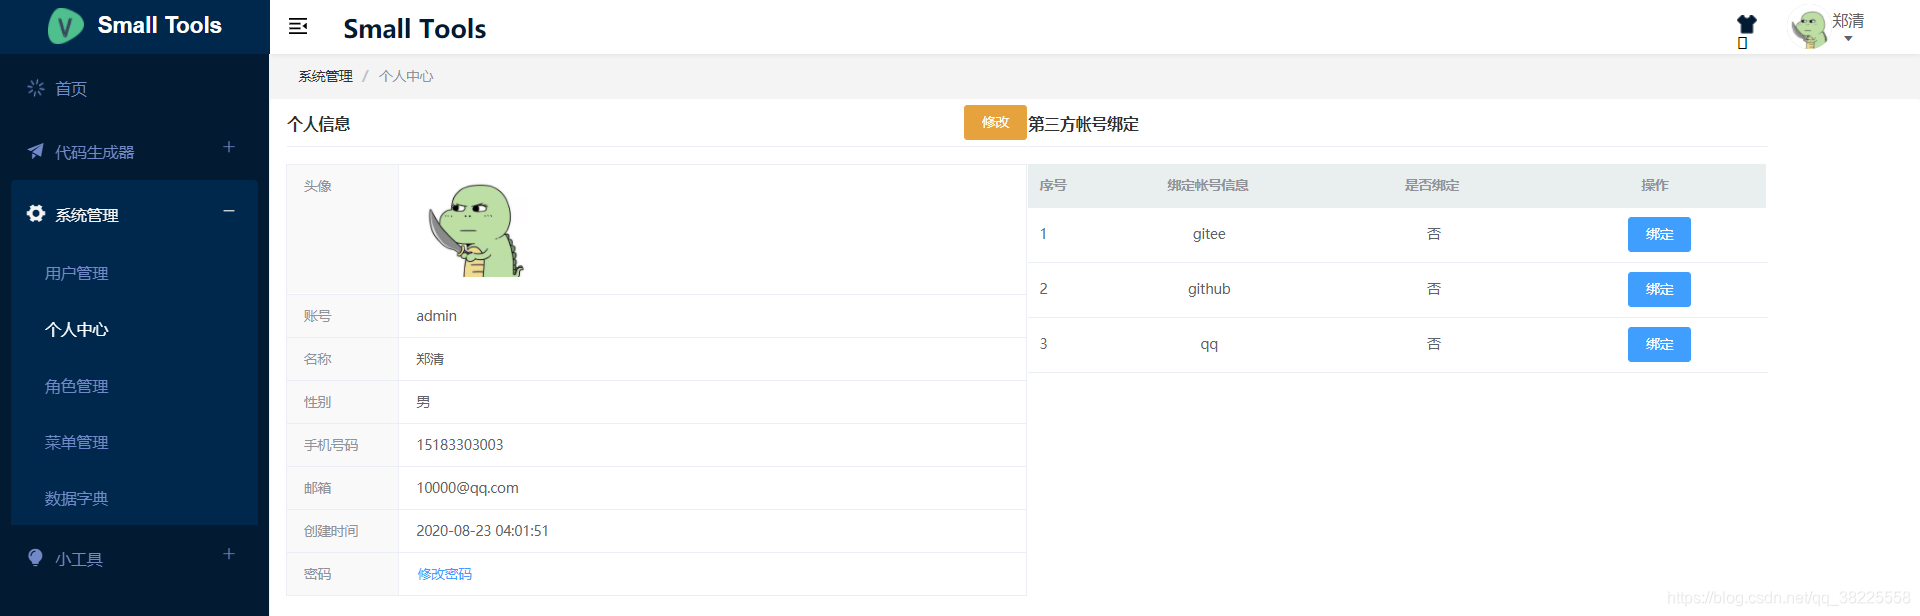 Small Tools
Small Tools
郑清
首页
代码生成器
系统管理
用户管理
个人中心
角色管理
菜单管理
数据字典
小工具
系统管理 / 个人中心
个人信息
修改
头像
账号 admin
名称 郑清
性别 男
手机号码 15183303003
邮箱 10000@qq.com
创建时间 2020-08-23 04:01:51
密码 修改密码
第三方帐号绑定
序号 绑定帐号信息 是否绑定 操作
1 gitee 否 绑定
2 github 否 绑定
3 qq 否 绑定
https://blog.csdn.net/qq_38225558